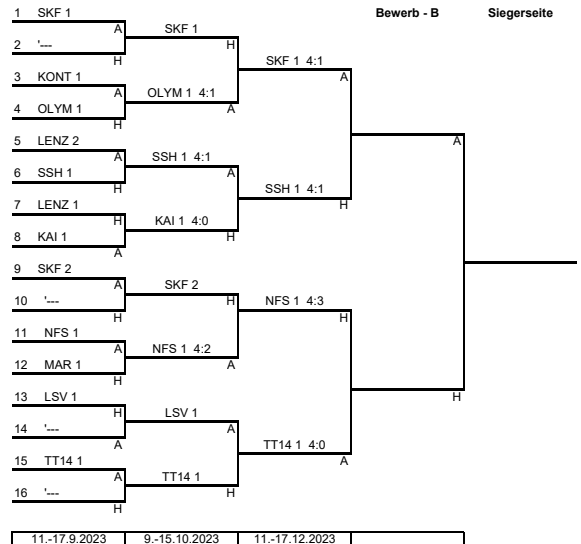 Bewerb - B Siegerseite
1 SKF 1
A SKF 1
2 '---
H H
SKF 1 4:1
3 KONT 1 A
A OLYM 1 4:1
4 OLYM 1 A
H
5 LENZ 2 A
A SSH 1 4:1
6 SSH 1 A
H
SSH 1 4:1
7 LENZ 1 H
H KAI 1 4:0
8 KAI 1 H
A
9 SKF 2
A SKF 2
10 '--- H NFS 1 4:3
H H
11 NFS 1
A NFS 1 4:2
12 MAR 1 A
H H
13 LSV 1
H LSV 1
14 '--- A
A TT14 1 4:0
15 TT14 1 A
A TT14 1
16 '--- H
H
11.-17.9.2023 9.-15.10.2023 11.-17.12.2023